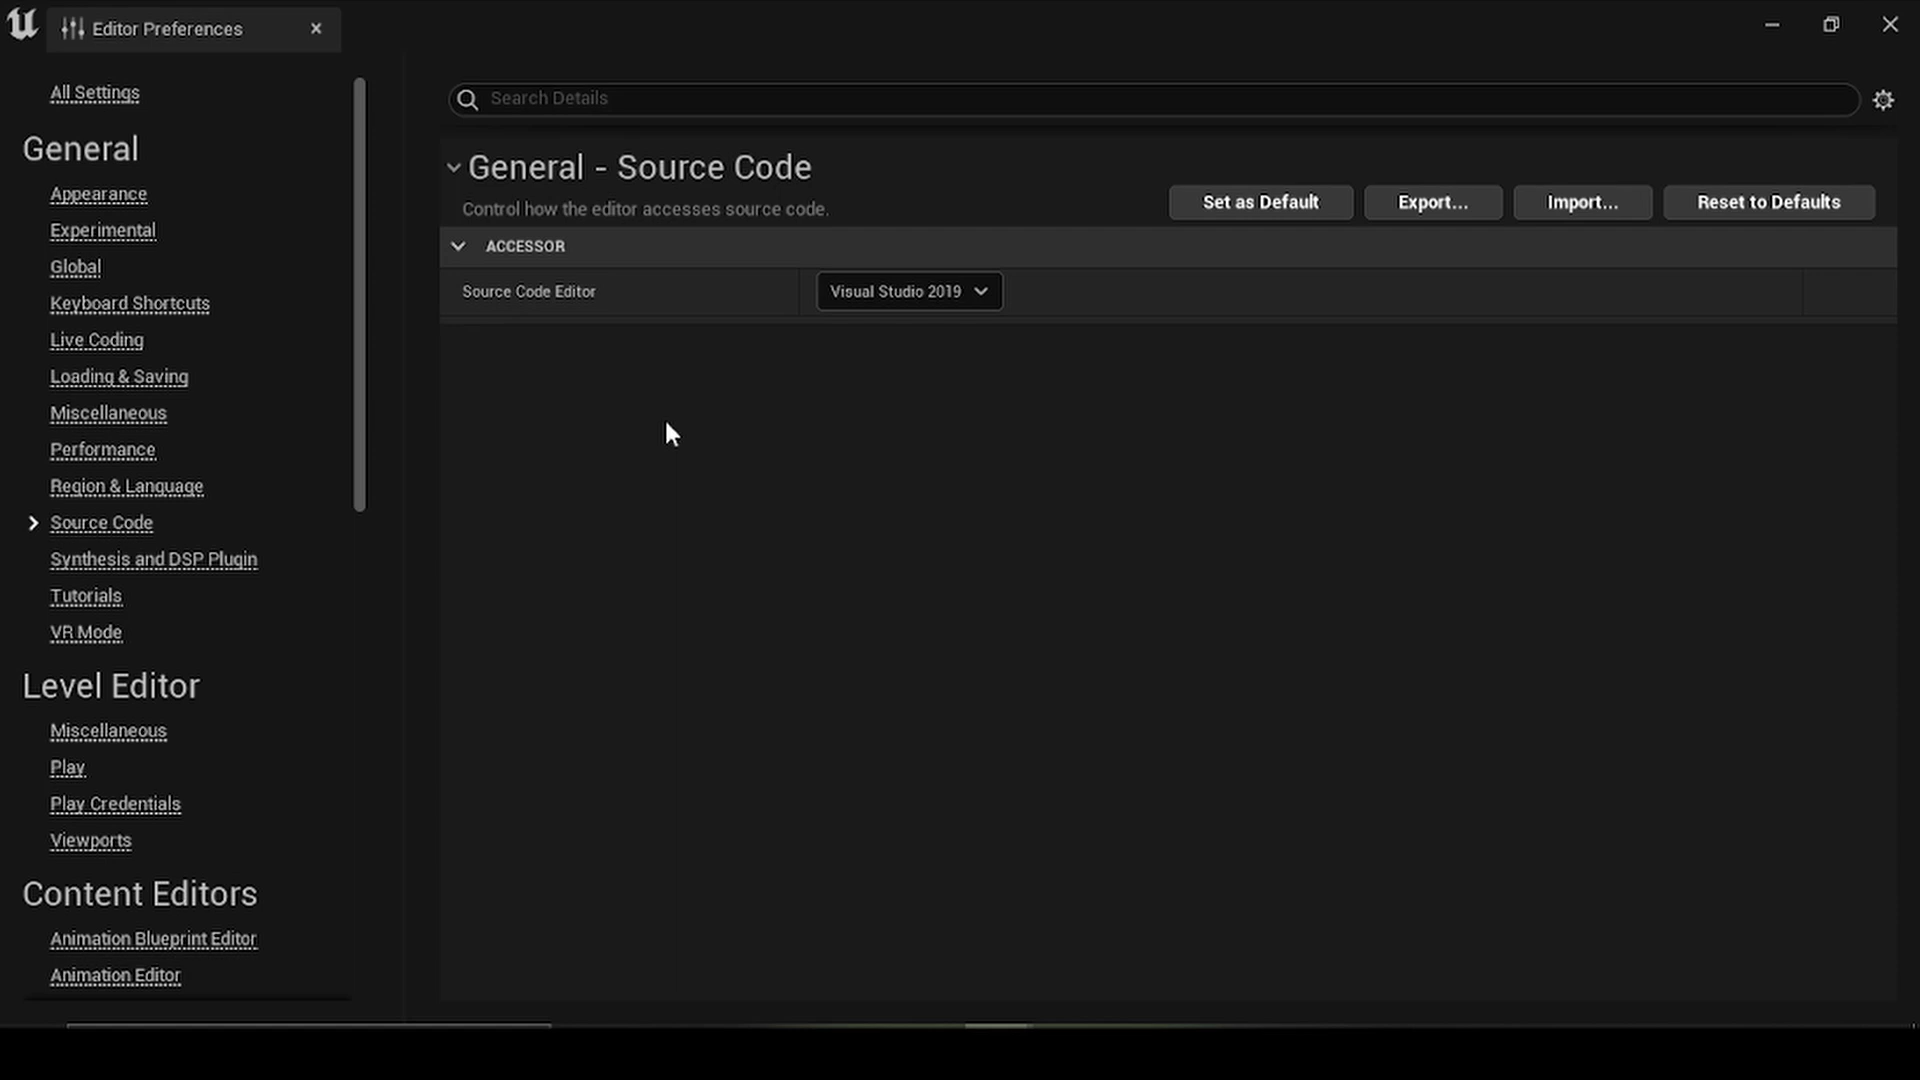 Editor Preferences
All Settings
General
Appearance
Experimental
Global
Keyboard Shortcuts
Live Coding
Loading & Saving
Miscellaneous
Performance
Region & Language
Source Code
Synthesis and DSP Plugin
Tutorials
VR Mode
Level Editor
Miscellaneous
Play
Play Credentials
Viewports
Content Editors
Animation Blueprint Editor
Animation Editor
Search Details
General - Source Code
Control how the editor accesses source code.
Set as Default Export... Import... Reset to Defaults
ACCESSOR
Source Code Editor Visual Studio 2019